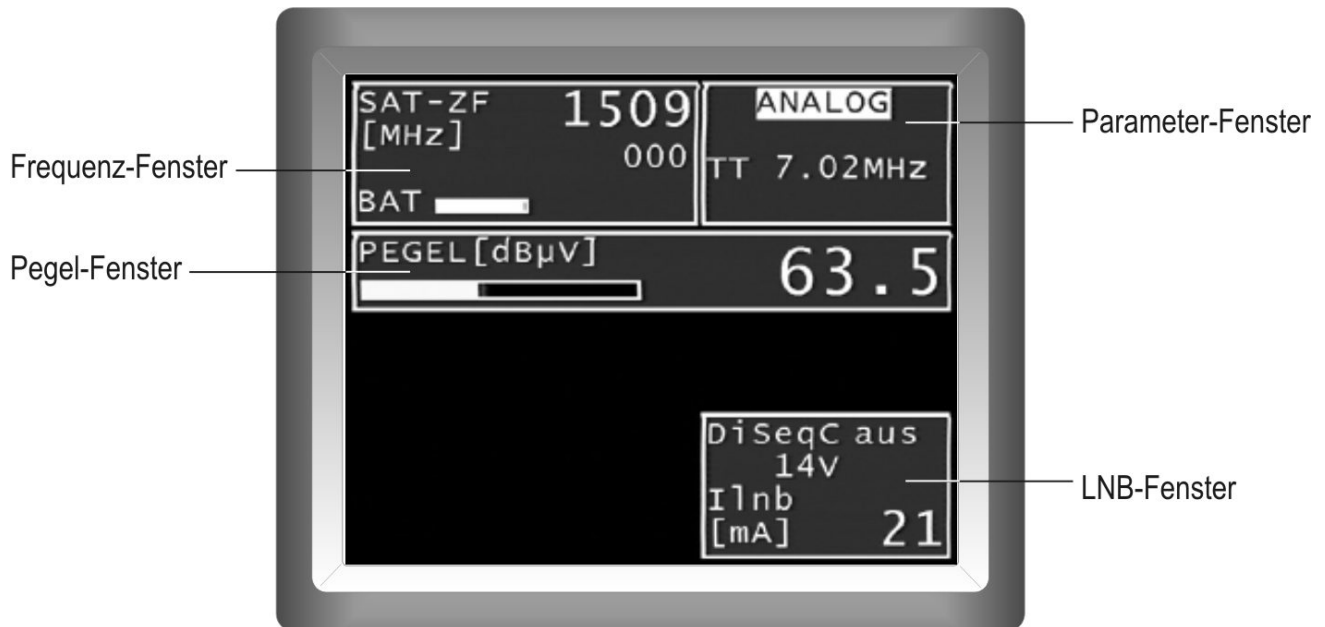 SAT-ZF 1509
[MHz]
000
BAT
ANALOG
TT 7.02MHz
PEGEL[dBµV] 63.5
DiSeqC aus
14V
Ilnb
[mA] 21
Frequenz-Fenster
Pegel-Fenster
Parameter-Fenster
LNB-Fenster